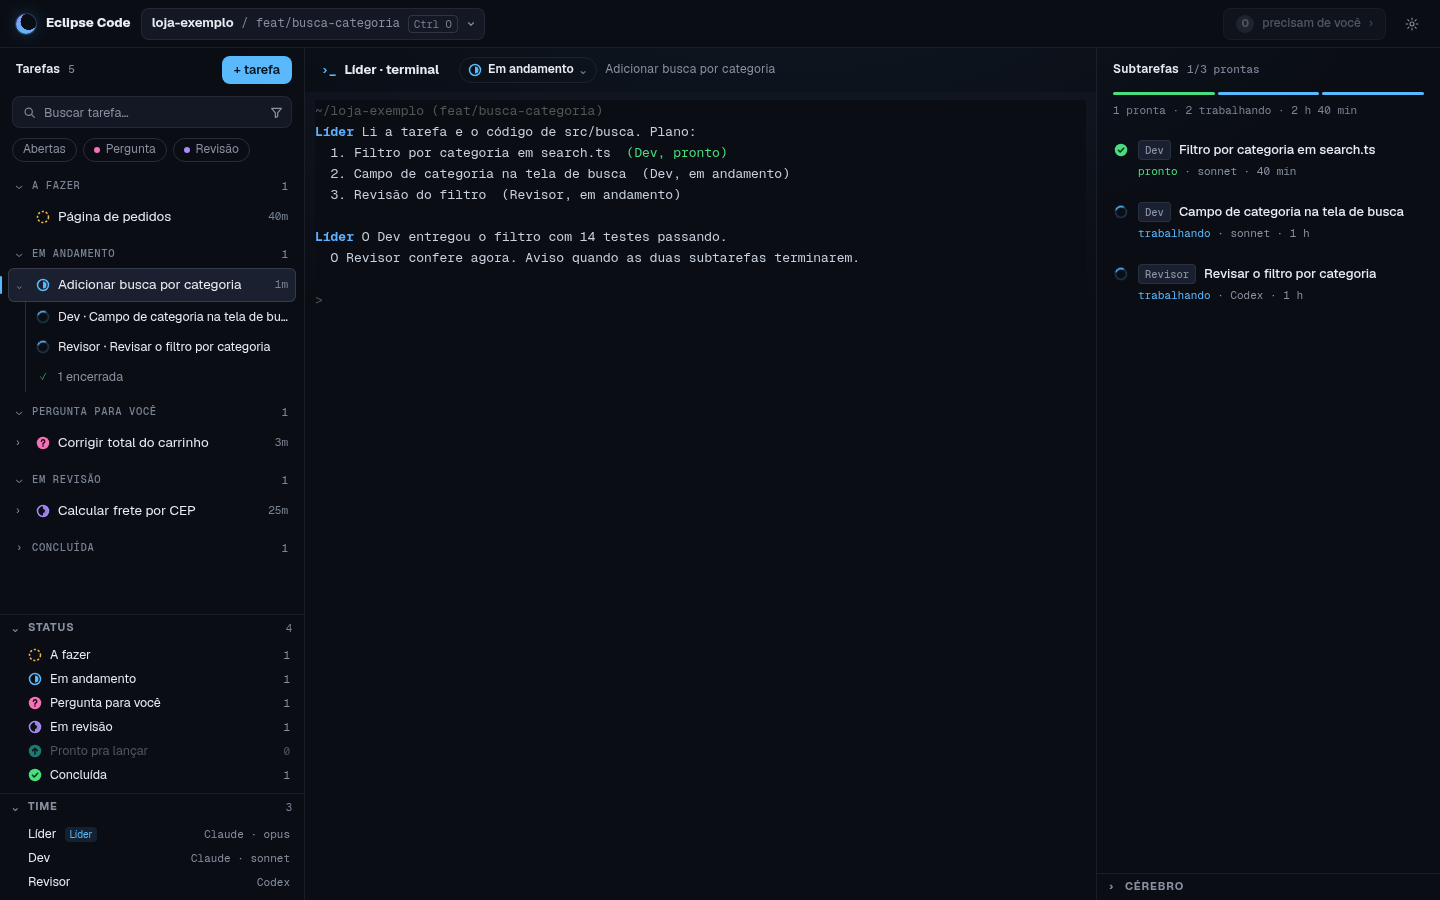 Eclipse Code
loja-exemplo / feat/busca-categoria Ctrl O
0 precisam de você ›
Tarefas 5
+ tarefa
Buscar tarefa…
Abertas
Pergunta
Revisão
A FAZER 1
Página de pedidos 40m
EM ANDAMENTO 1
Adicionar busca por categoria 1m
Dev · Campo de categoria na tela de bu…
Revisor · Revisar o filtro por categoria
✓ 1 encerrada
PERGUNTA PARA VOCÊ 1
Corrigir total do carrinho 3m
EM REVISÃO 1
Calcular frete por CEP 25m
CONCLUÍDA 1
STATUS 4
A fazer 1
Em andamento 1
Pergunta para você 1
Em revisão 1
Pronto pra lançar 0
Concluída 1
TIME 3
Líder Líder Claude · opus
Dev Claude · sonnet
Revisor Codex
›_ Líder · terminal
Em andamento
Adicionar busca por categoria
~/loja-exemplo (feat/busca-categoria)
Líder Li a tarefa e o código de src/busca. Plano:
1. Filtro por categoria em search.ts (Dev, pronto)
2. Campo de categoria na tela de busca (Dev, em andamento)
3. Revisão do filtro (Revisor, em andamento)
Líder O Dev entregou o filtro com 14 testes passando.
O Revisor confere agora. Aviso quando as duas subtarefas terminarem.
>
Subtarefas 1/3 prontas
1 pronta · 2 trabalhando · 2 h 40 min
Dev Filtro por categoria em search.ts
pronto · sonnet · 40 min
Dev Campo de categoria na tela de busca
trabalhando · sonnet · 1 h
Revisor Revisar o filtro por categoria
trabalhando · Codex · 1 h
› CÉREBRO